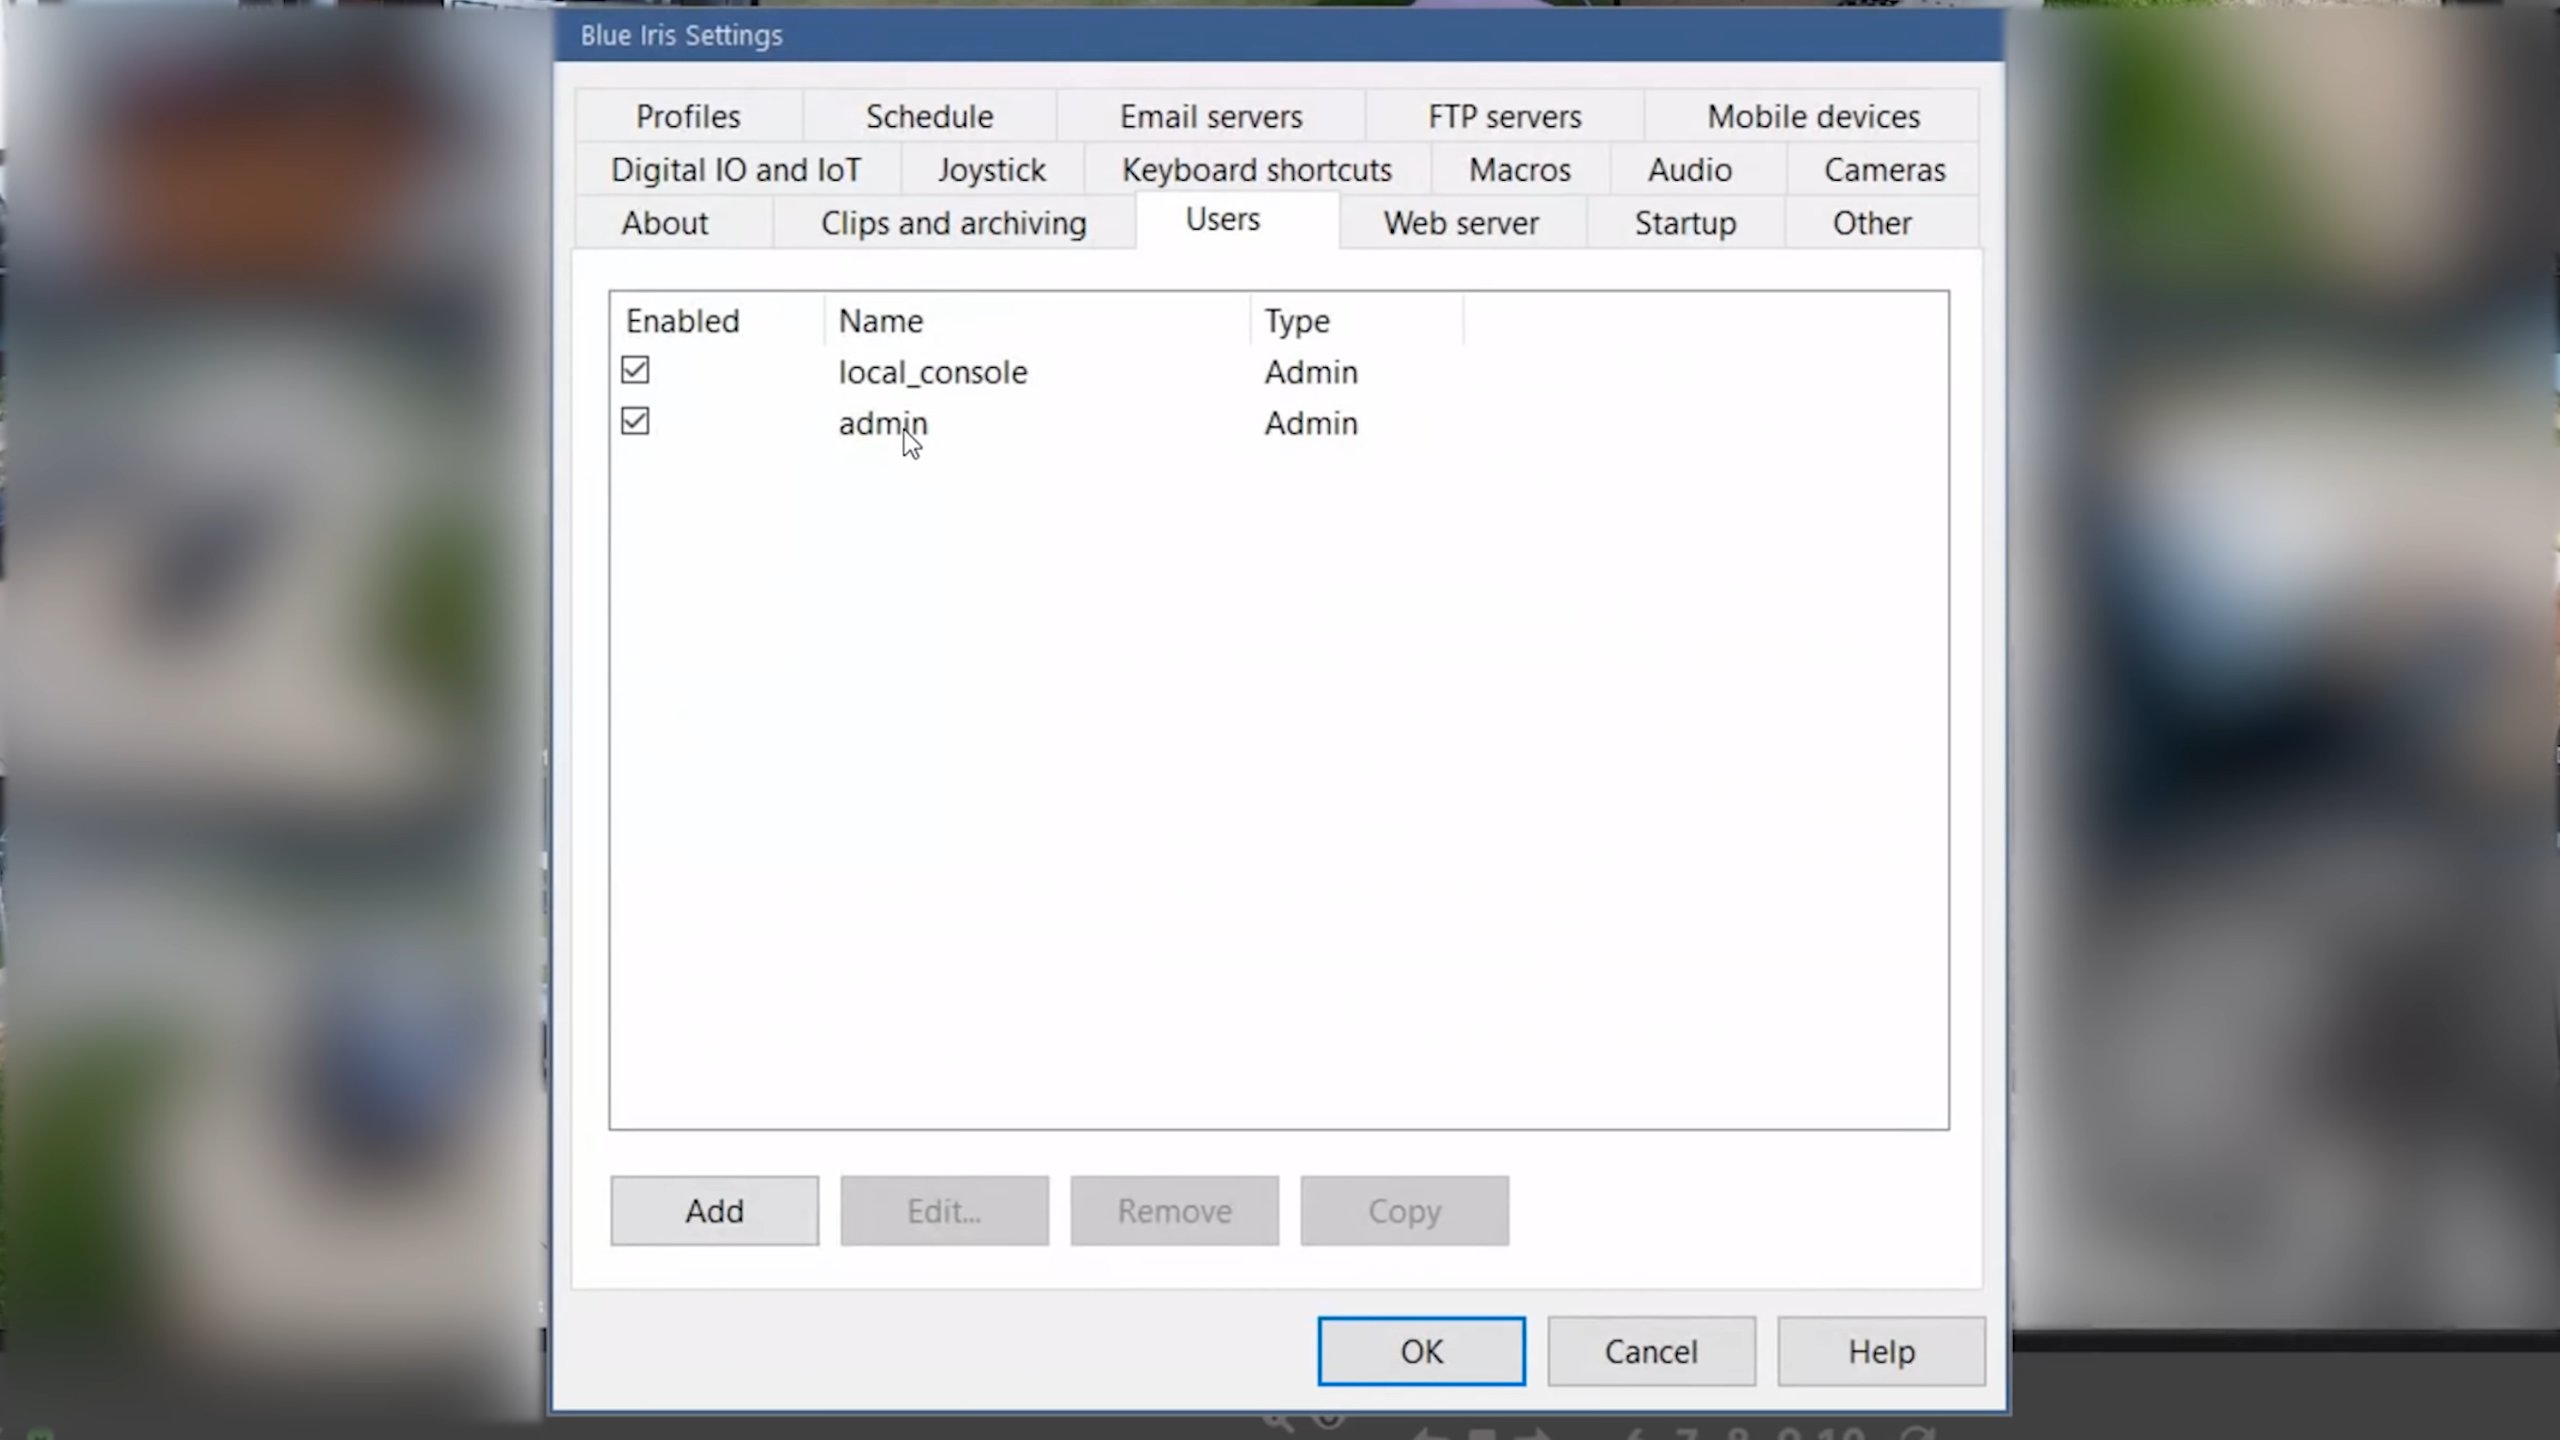 Blue Iris Settings
Profiles Schedule Email servers FTP servers Mobile devices
Digital IO and IoT Joystick Keyboard shortcuts Macros Audio Cameras
About Clips and archiving Users Web server Startup Other
Enabled Name Type
local_console Admin
admin Admin
Add Edit... Remove Copy
OK Cancel Help